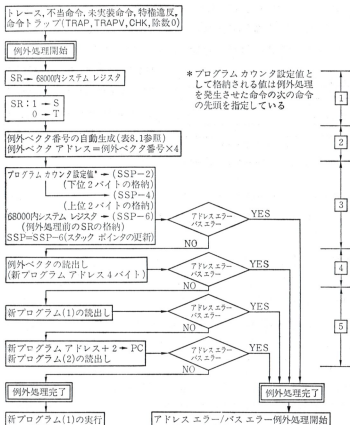 トレース、不当命令、未実装命令、特権違反、
命令トラップ(TRAP, TRAPV, CHK, 除数0)
例外処理開始
SR→68000内システム レジスタ
SR:1→S
0→T
*プログラム カウンタ設定値と
して格納される値は例外処理
を発生させた命令の次の命令
の先頭を指定している
例外ベクタ番号の自動生成(表8.1参照)
例外ベクタ アドレス=例外ベクタ番号×4
プログラム カウンタ設定値*→(SSP-2)
(下位2バイトの格納)
→(SSP-4)
(上位2バイトの格納)
68000内システム レジスタ→(SSP-6)
(例外処理前のSRの格納)
SSP=SSP-6(スタック ポインタの更新)
アドレスエラー
バスエラー
YES
NO
例外ベクタの読出し
(新プログラム アドレス4バイト)
アドレスエラー
バスエラー
YES
NO
新プログラム(1)の読出し
アドレスエラー
バスエラー
YES
NO
新プログラム アドレス+2→PC
新プログラム(2)の読出し
アドレスエラー
バスエラー
YES
NO
例外処理完了
例外処理完了
新プログラム(1)の実行
アドレス エラー/バス エラー例外処理開始
1
2
3
4
5